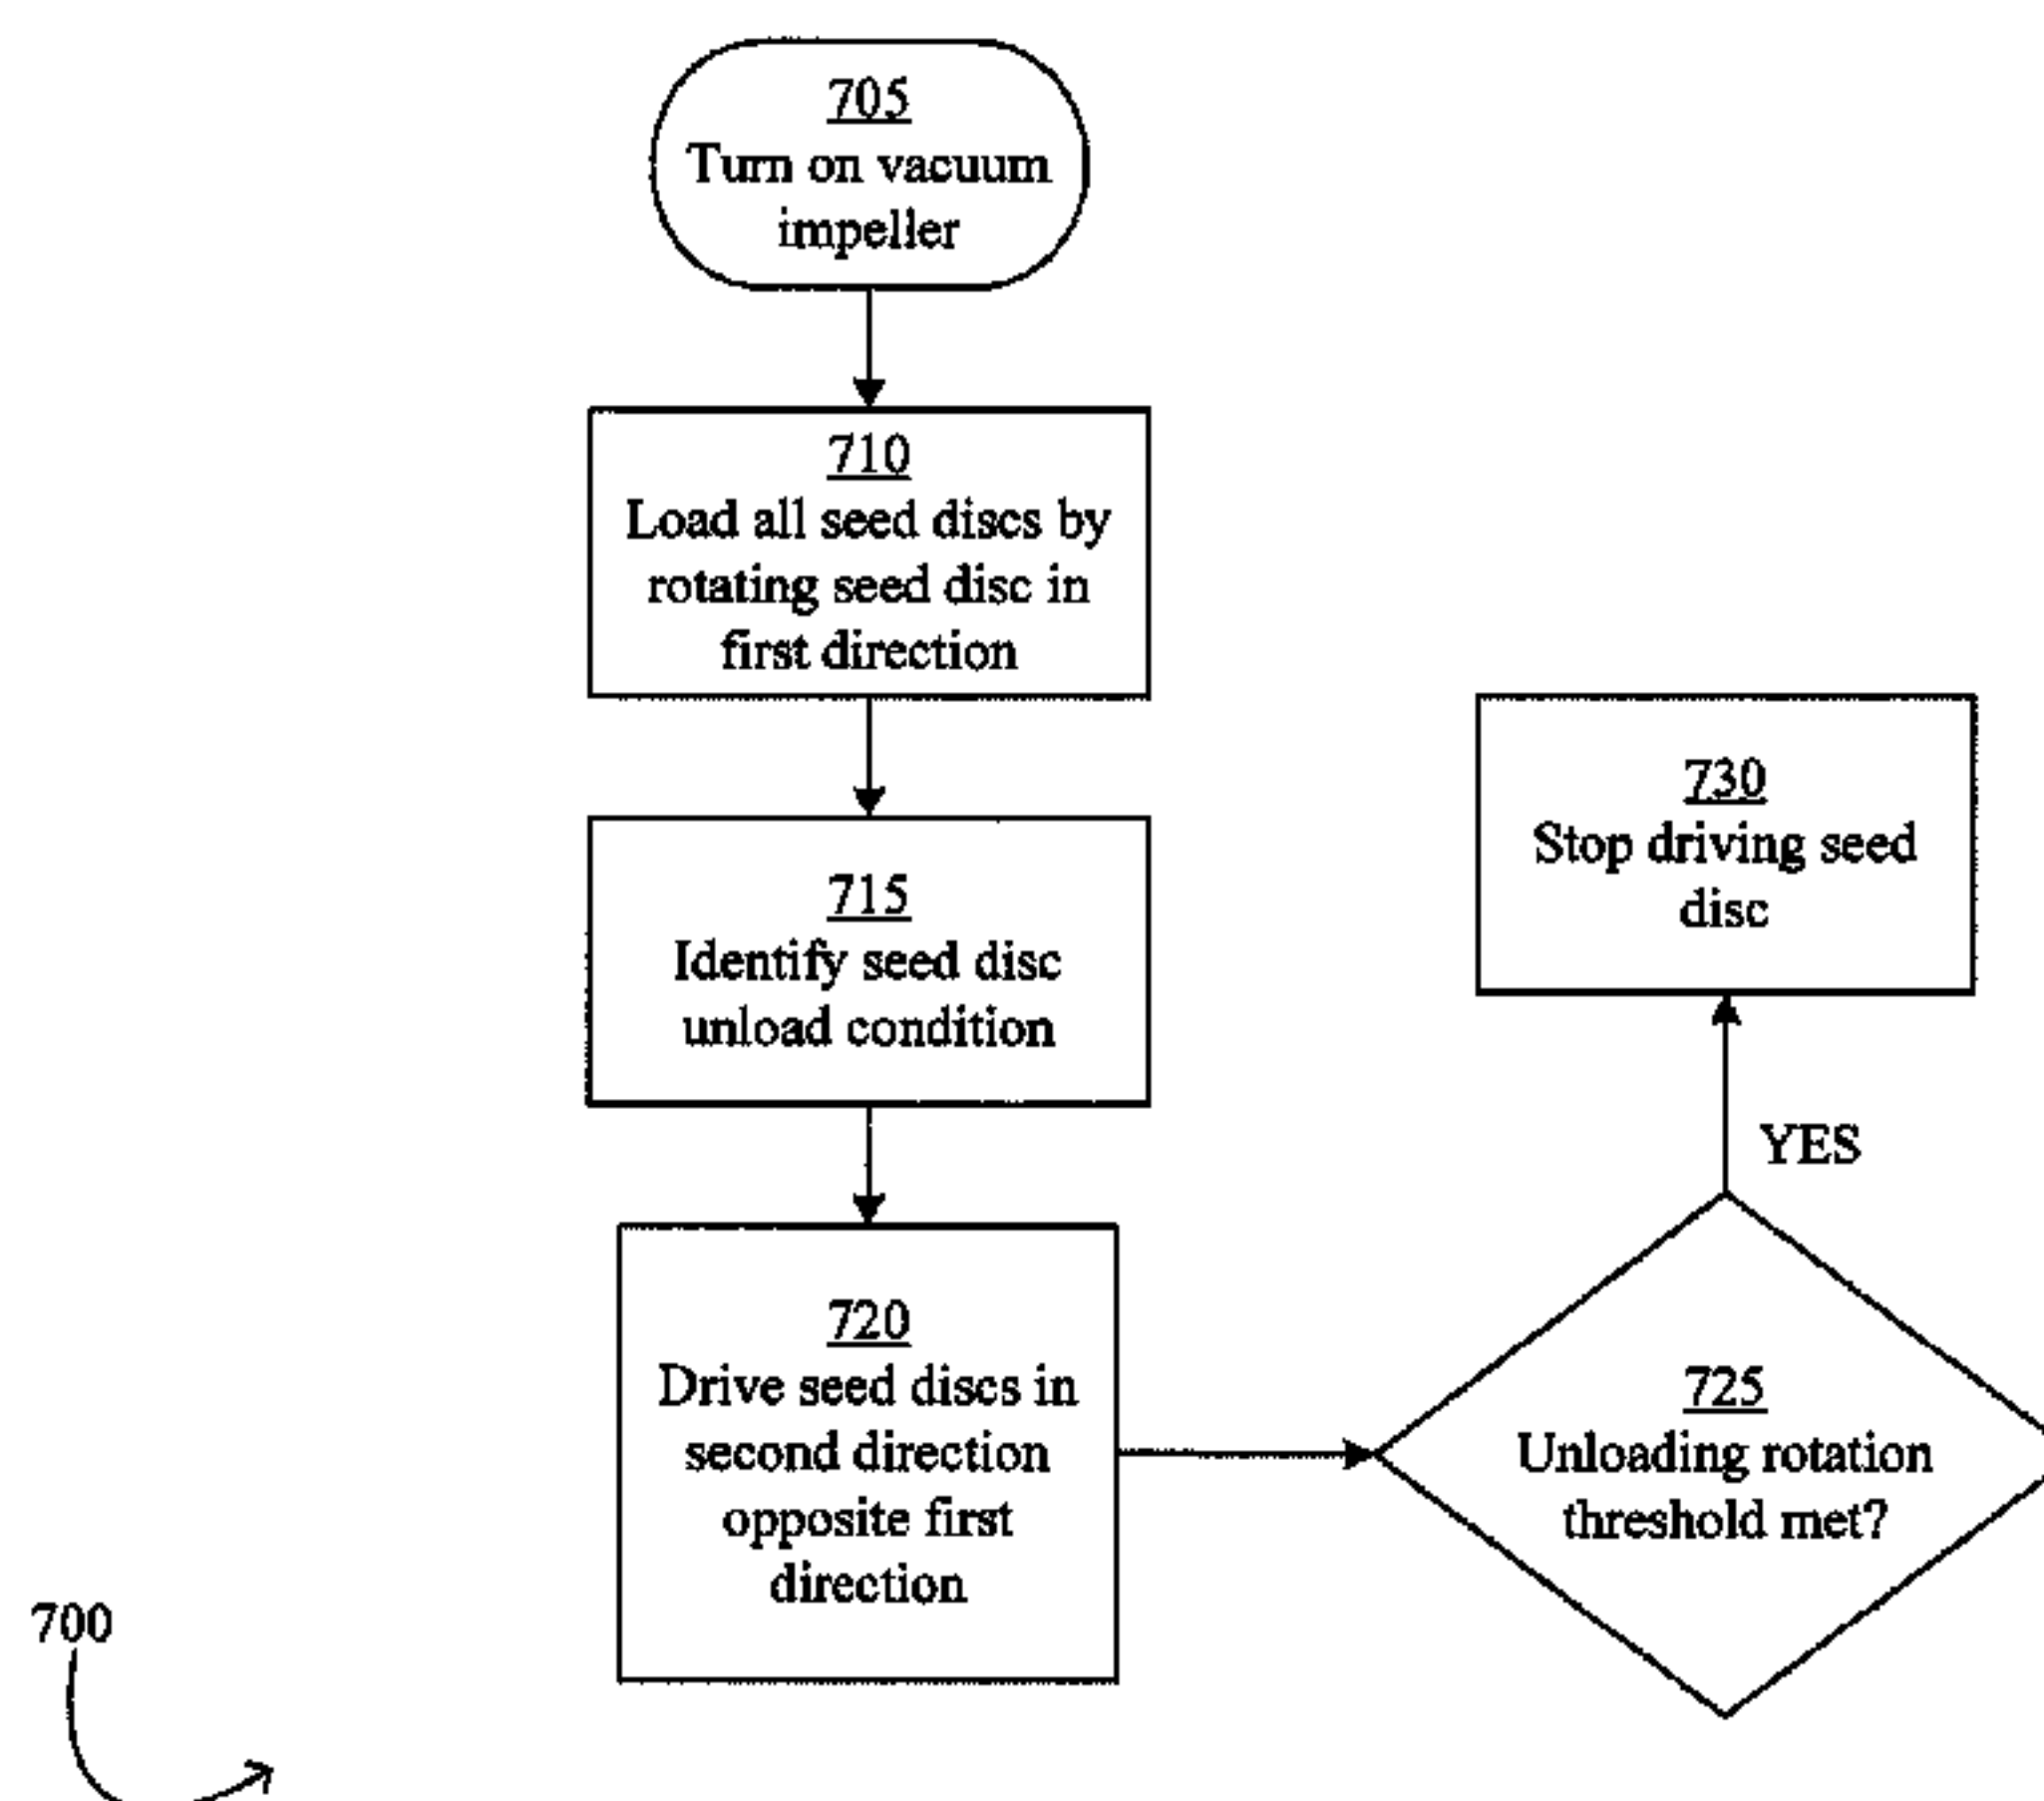 705
Turn on vacuum
impeller
710
Load all seed discs by
rotating seed disc in
first direction
715
Identify seed disc
unload condition
720
Drive seed discs in
second direction
opposite first
direction
725
Unloading rotation
threshold met?
YES
730
Stop driving seed
disc
700